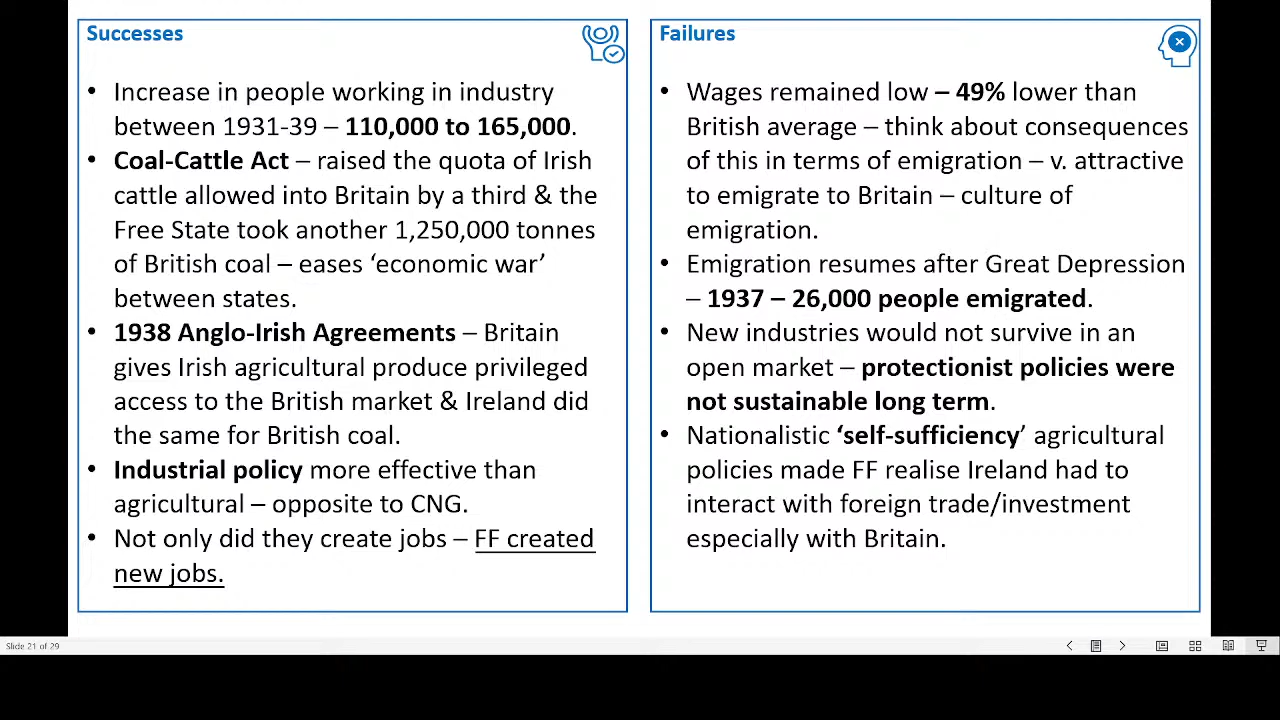 Successes
• Increase in people working in industry
between 1931-39 – 110,000 to 165,000.
• Coal-Cattle Act – raised the quota of Irish
cattle allowed into Britain by a third & the
Free State took another 1,250,000 tonnes
of British coal – eases ‘economic war’
between states.
• 1938 Anglo-Irish Agreements – Britain
gives Irish agricultural produce privileged
access to the British market & Ireland did
the same for British coal.
• Industrial policy more effective than
agricultural – opposite to CNG.
• Not only did they create jobs – FF created
new jobs.
Failures
• Wages remained low – 49% lower than
British average – think about consequences
of this in terms of emigration – v. attractive
to emigrate to Britain – culture of
emigration.
• Emigration resumes after Great Depression
– 1937 – 26,000 people emigrated.
• New industries would not survive in an
open market – protectionist policies were
not sustainable long term.
• Nationalistic ‘self-sufficiency’ agricultural
policies made FF realise Ireland had to
interact with foreign trade/investment
especially with Britain.
Slide 21 of 29